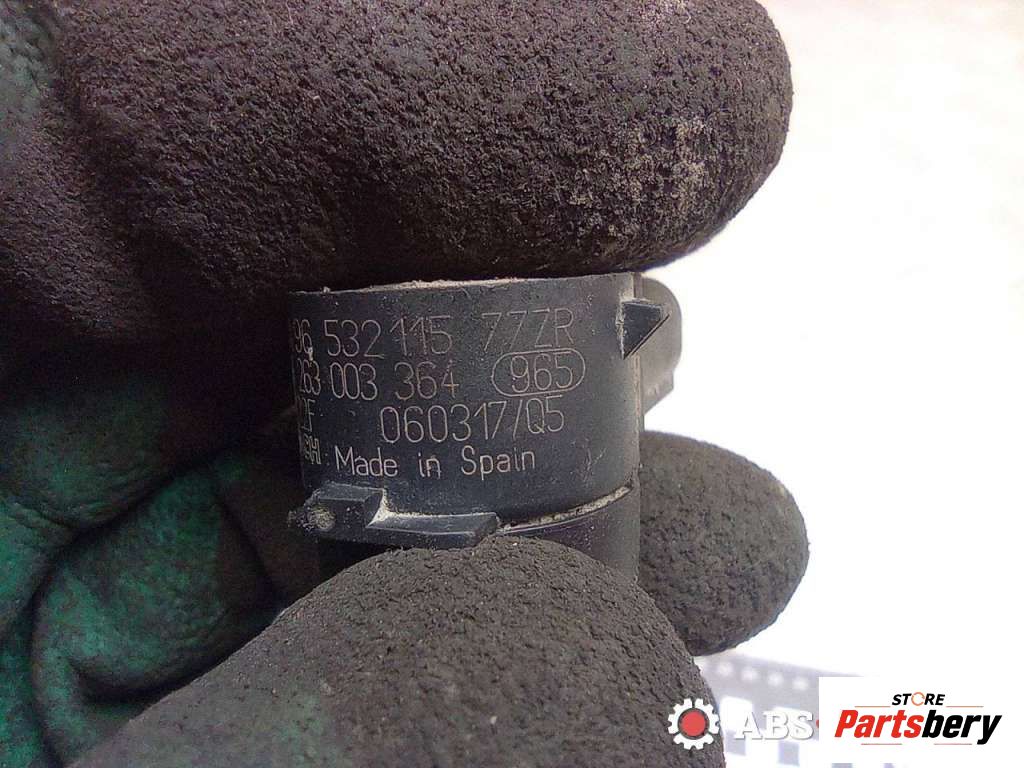 96 532 115 77ZR
263 003 364 965
060317/Q5
Made in Spain
ABS
STORE
Partsbery